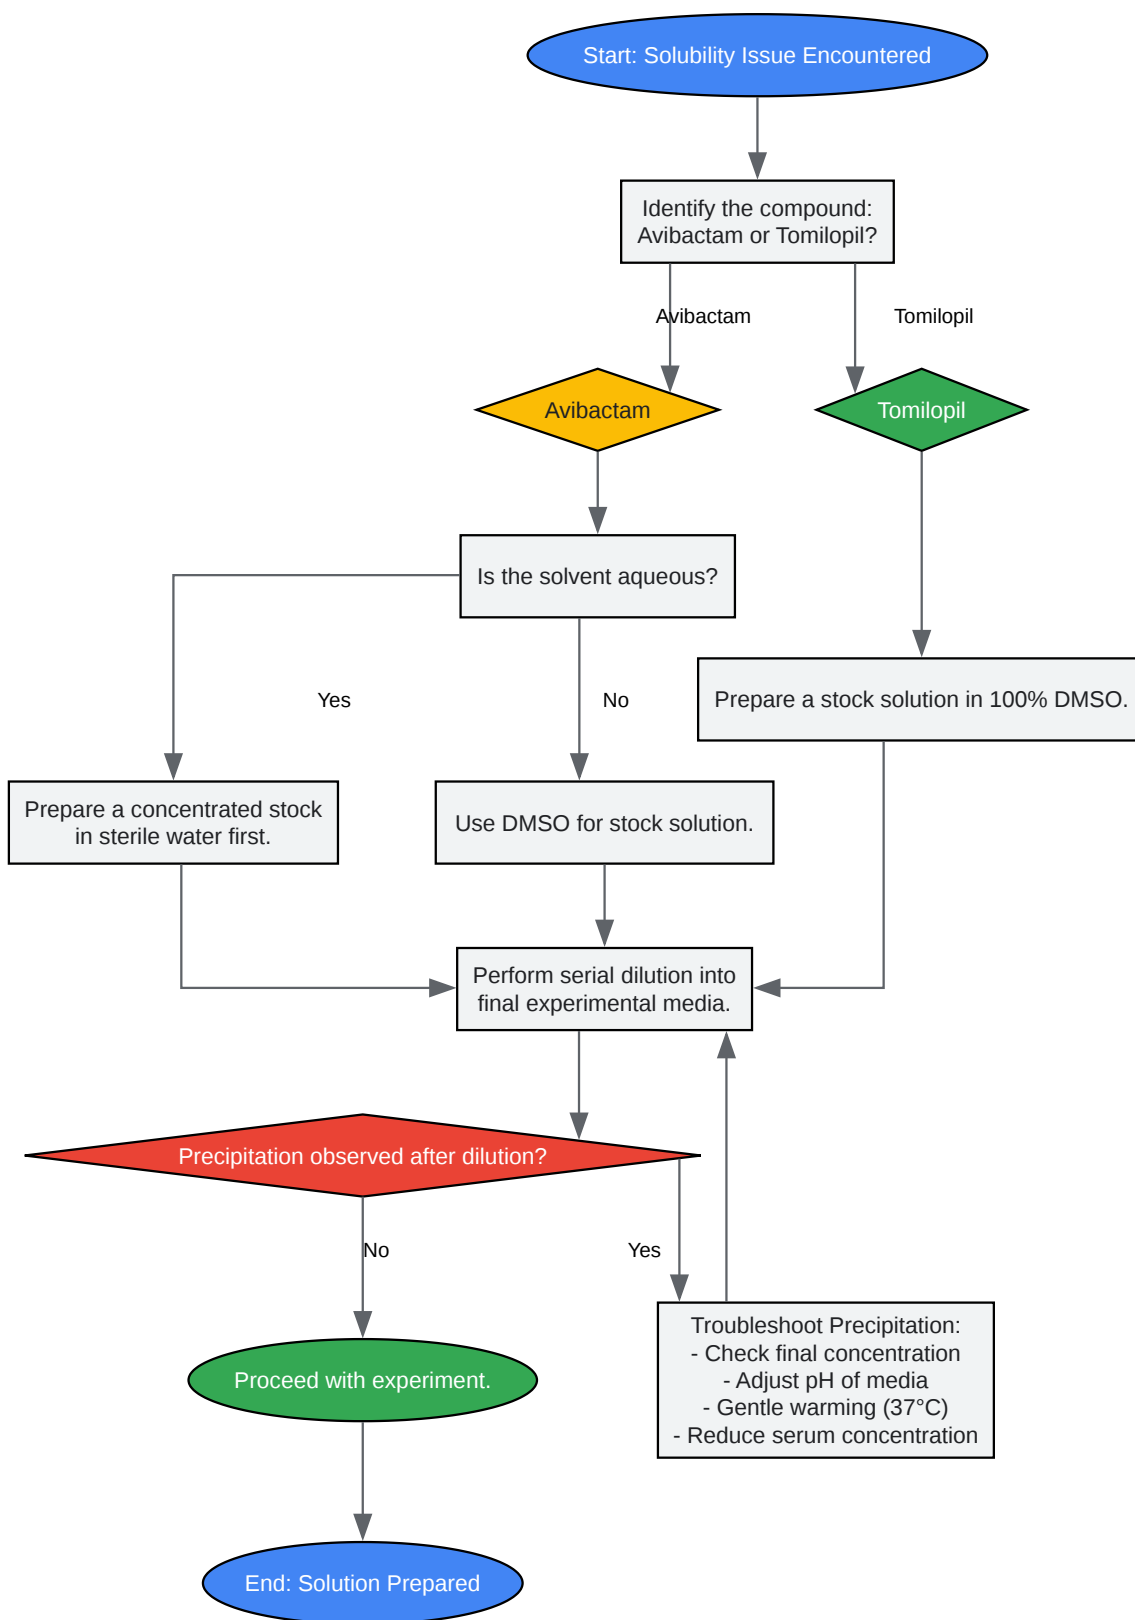 Start: Solubility Issue Encountered
Identify the compound:
Avibactam or Tomilopil?
Avibactam
Tomilopil
Avibactam
Tomilopil
Is the solvent aqueous?
Yes
No
Prepare a stock solution in 100% DMSO.
Prepare a concentrated stock
in sterile water first.
Use DMSO for stock solution.
Perform serial dilution into
final experimental media.
Precipitation observed after dilution?
No
Yes
Troubleshoot Precipitation:
- Check final concentration
- Adjust pH of media
- Gentle warming (37°C)
- Reduce serum concentration
Proceed with experiment.
End: Solution Prepared